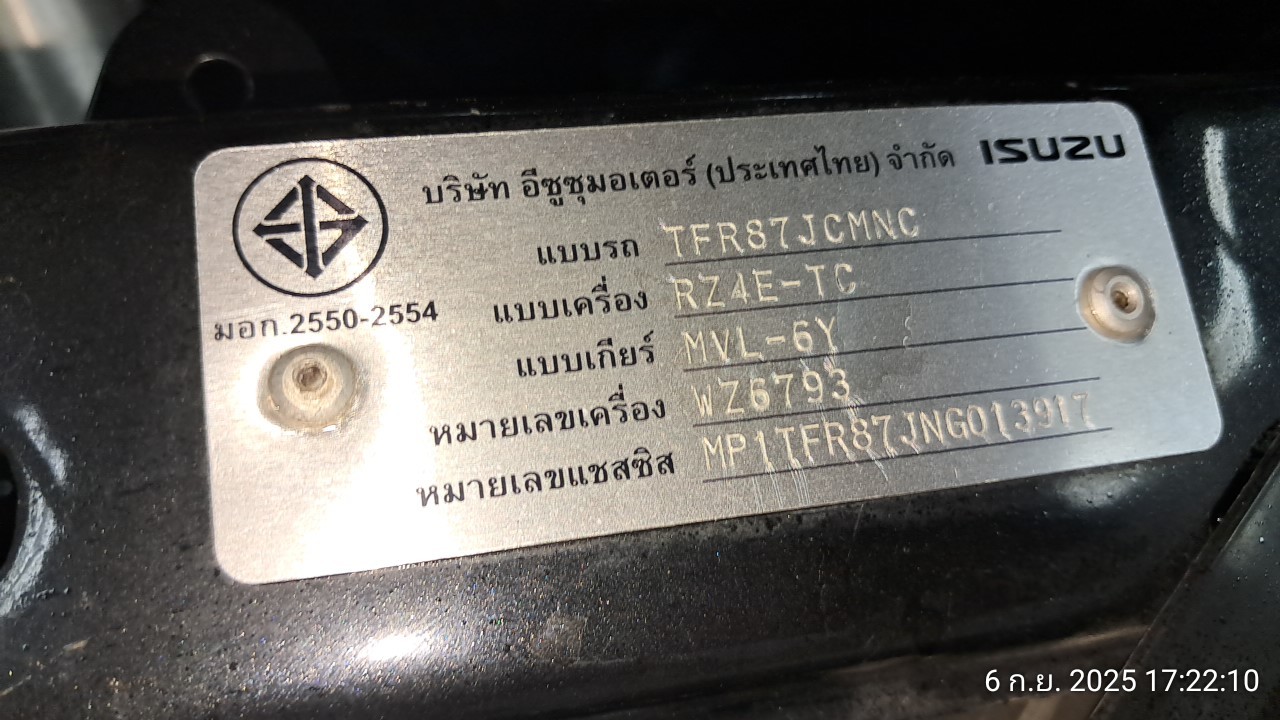 บริษัท อีซูซุมอเตอร์ (ประเทศไทย) จำกัด ISUZU
แบบรถ TFR87JCMNC
แบบเครื่อง RZ4E-TC
มอก.2550-2554
แบบเกียร์ MVL-6Y
หมายเลขเครื่อง WZ6793
หมายเลขแชสซิส MP1TFR87JNG013917
6 ก.ย. 2025 17:22:10